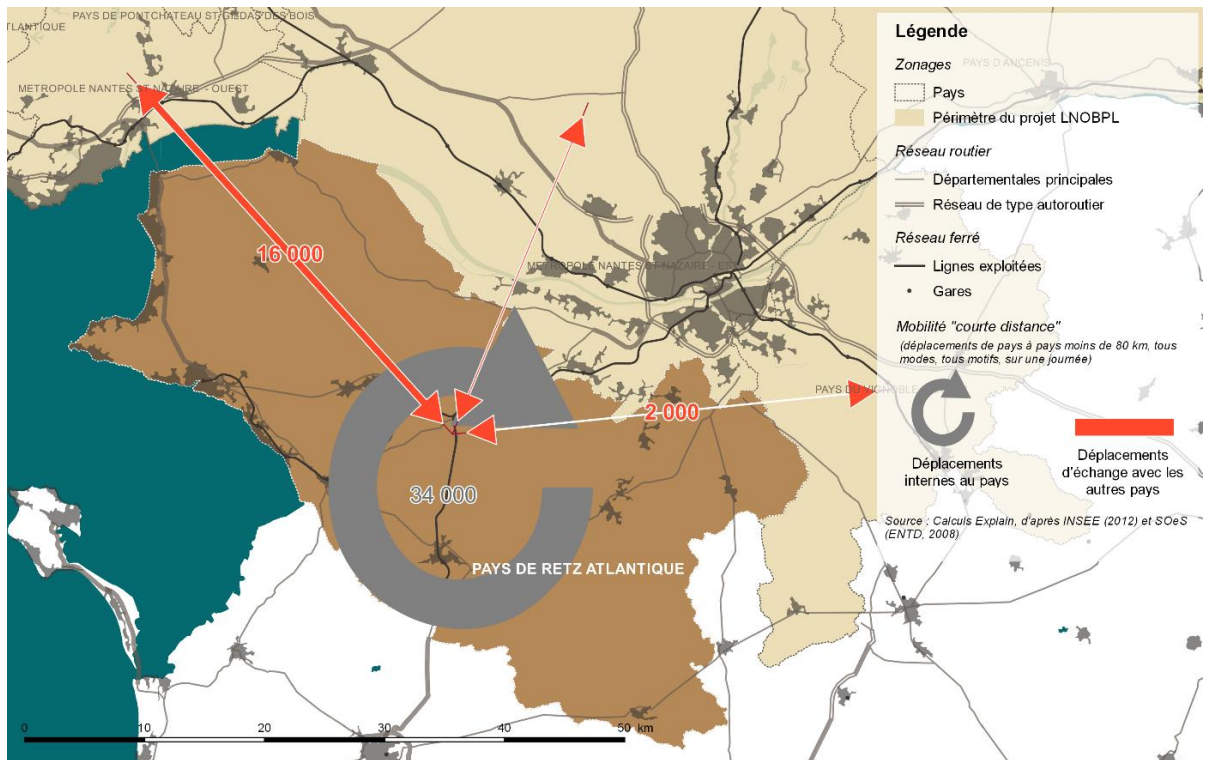 PAYS DE PONTCHATEAU ST-GILDAS DES BOIS
TLANTIQUE
METROPOLE NANTES ST NAZAIRE - OUEST
16 000
METROPOLE NANTES ST NAZAIRE - EST
PAYS DU VIGNOBLE
2 000
34 000
PAYS DE RETZ ATLANTIQUE
0 10 20 30 40 50 km
Légende
Zonages
PAYS D'ANCENIS
Pays
Périmètre du projet LNOBPL
Réseau routier
Départementales principales
Réseau de type autoroutier
Réseau ferré
Lignes exploitées
Gares
Mobilité "courte distance"
(déplacements de pays à pays moins de 80 km, tous
modes, tous motifs, sur une journée)
Déplacements
internes au pays
Déplacements
d'échange avec les
autres pays
Source : Calculs Explain, d'après INSEE (2012) et SOeS
(ENTD, 2008)